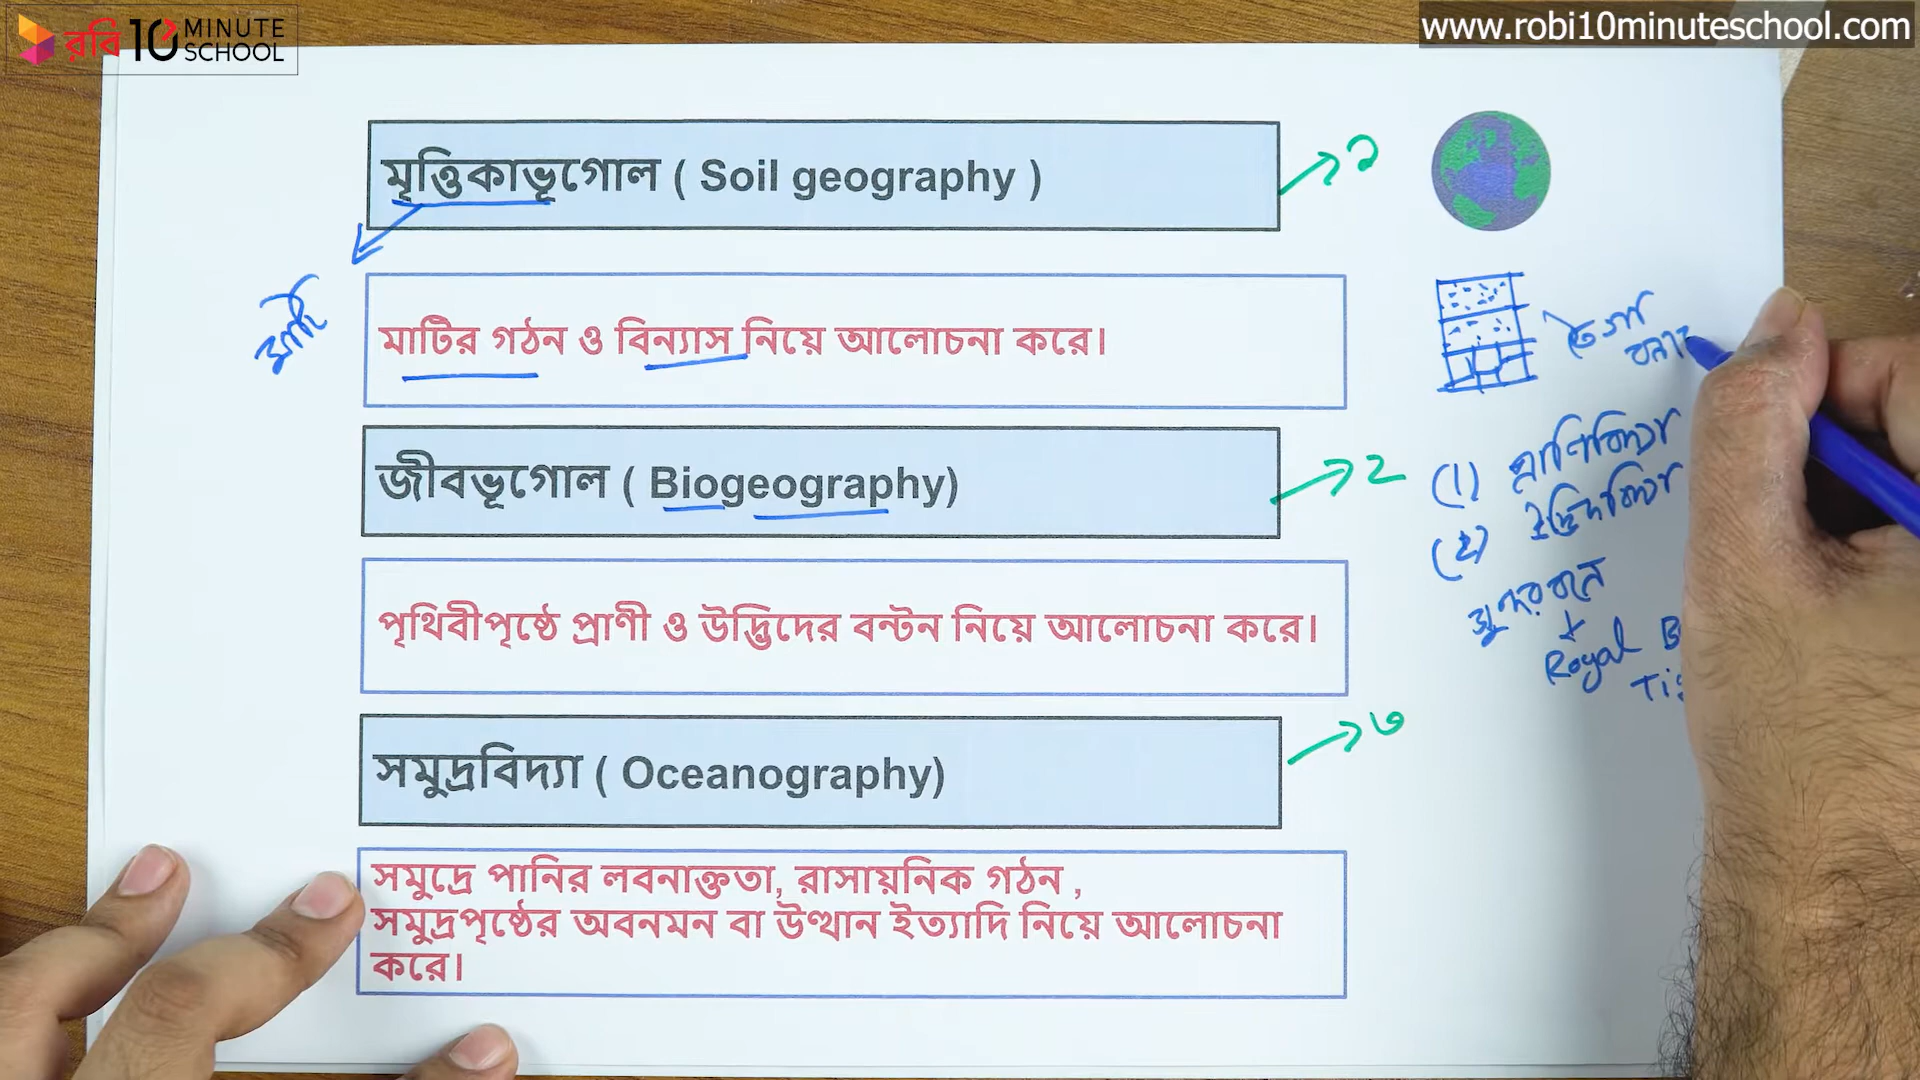 রবি 10 MINUTE SCHOOL
www.robi10minuteschool.com
মৃত্তিকাভূগোল ( Soil geography )
১
মাটি
মাটির গঠন ও বিন্যাস নিয়ে আলোচনা করে।
জীবভূগোল ( Biogeography)
২
(1) প্রাণিবিদ্যা
(২) উদ্ভিদবিদ্যা
সুন্দরবনে
Royal
পৃথিবীপৃষ্ঠে প্রাণী ও উদ্ভিদের বন্টন নিয়ে আলোচনা করে।
সমুদ্রবিদ্যা ( Oceanography)
৩
সমুদ্রে পানির লবনাক্ততা, রাসায়নিক গঠন ,
সমুদ্রপৃষ্ঠের অবনমন বা উত্থান ইত্যাদি নিয়ে আলোচনা
করে।